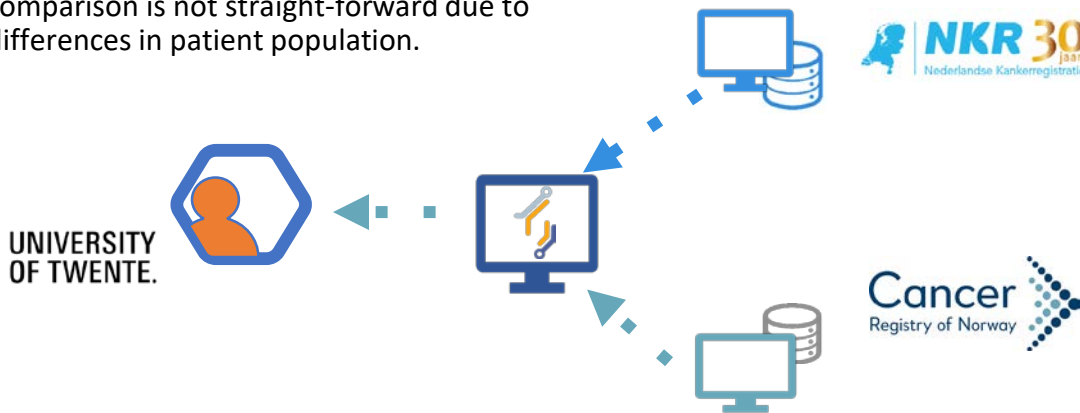 omparison is not straight-forward due to
ifferences in patient population.
NKR 30
jaar
Nederlandse Kankerregistratie
UNIVERSITY
OF TWENTE.
Cancer
Registry of Norway